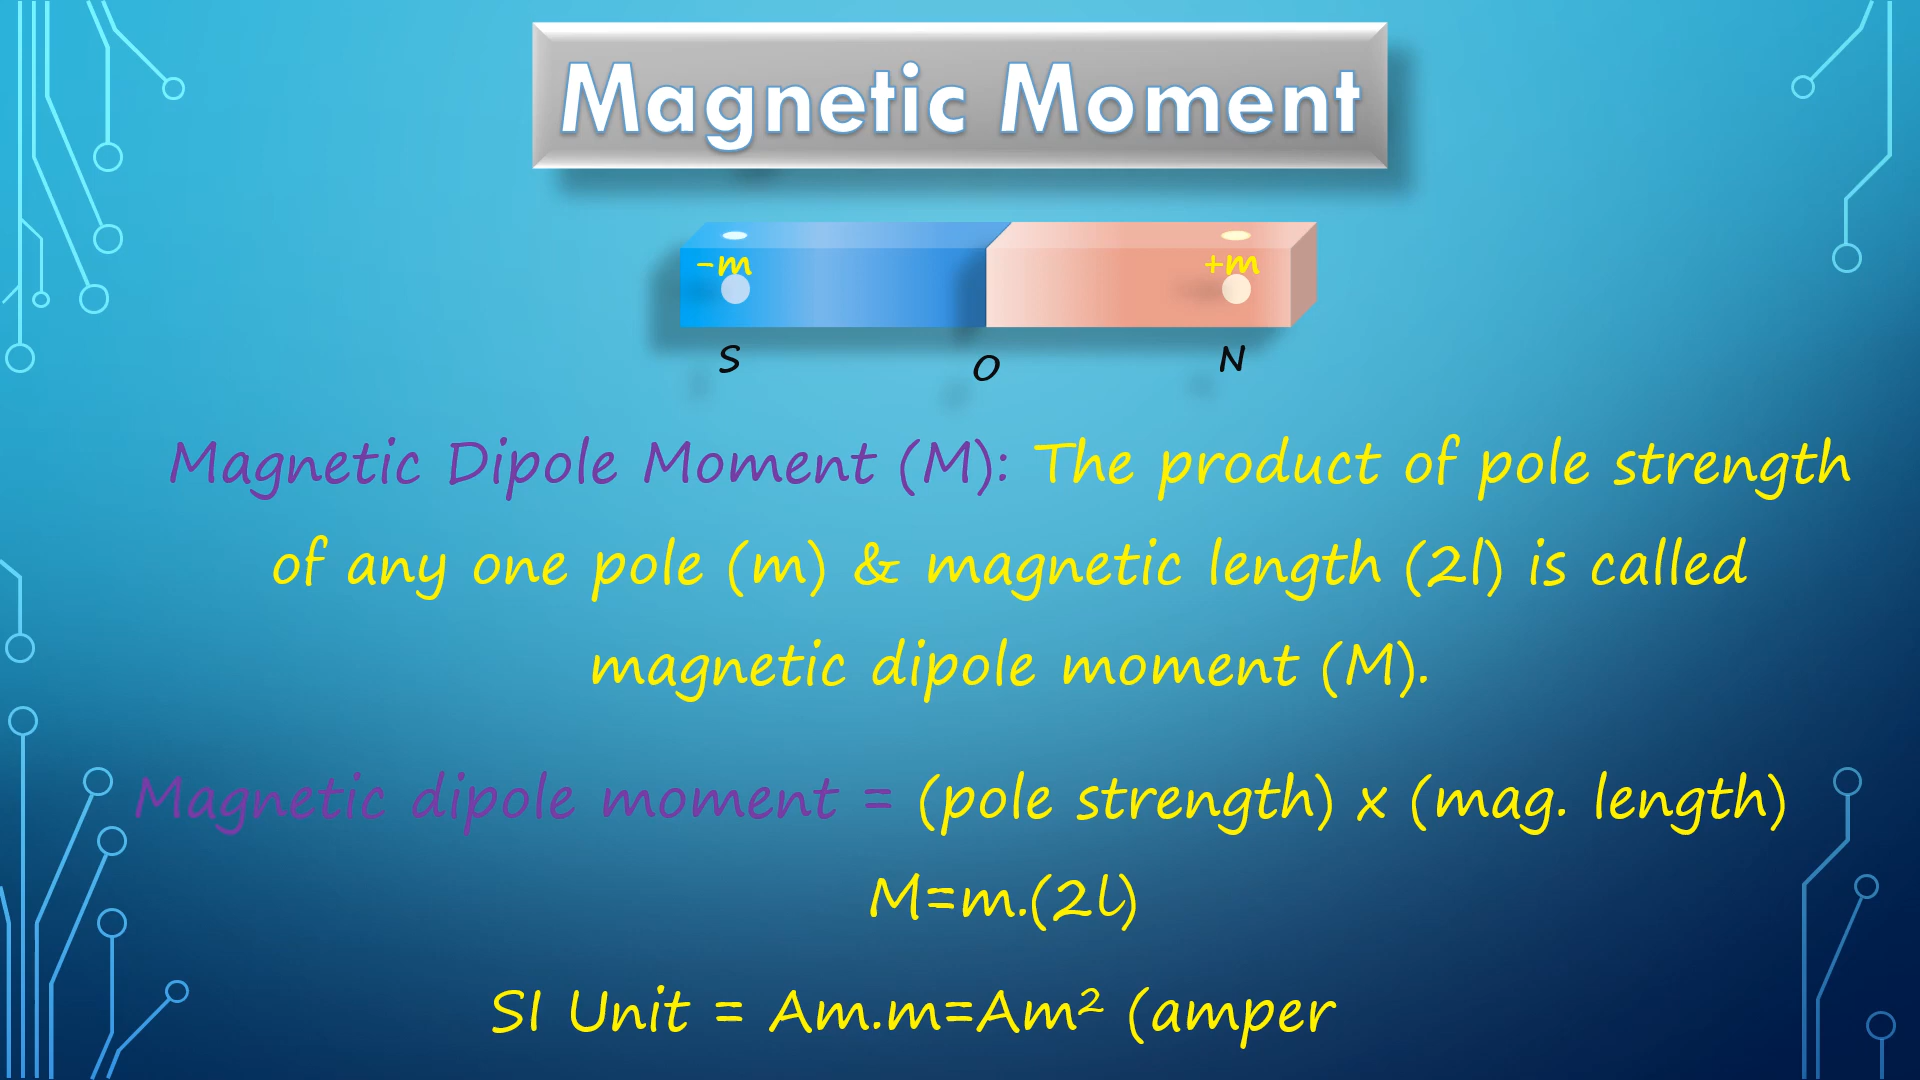 Magnetic Moment
-m +m
S O N
Magnetic Dipole Moment (M): The product of pole strength
of any one pole (m) & magnetic length (2l) is called
magnetic dipole moment (M).
Magnetic dipole moment = (pole strength) x (mag. length)
M=m.(2l)
SI Unit = Am.m=Am² (amper